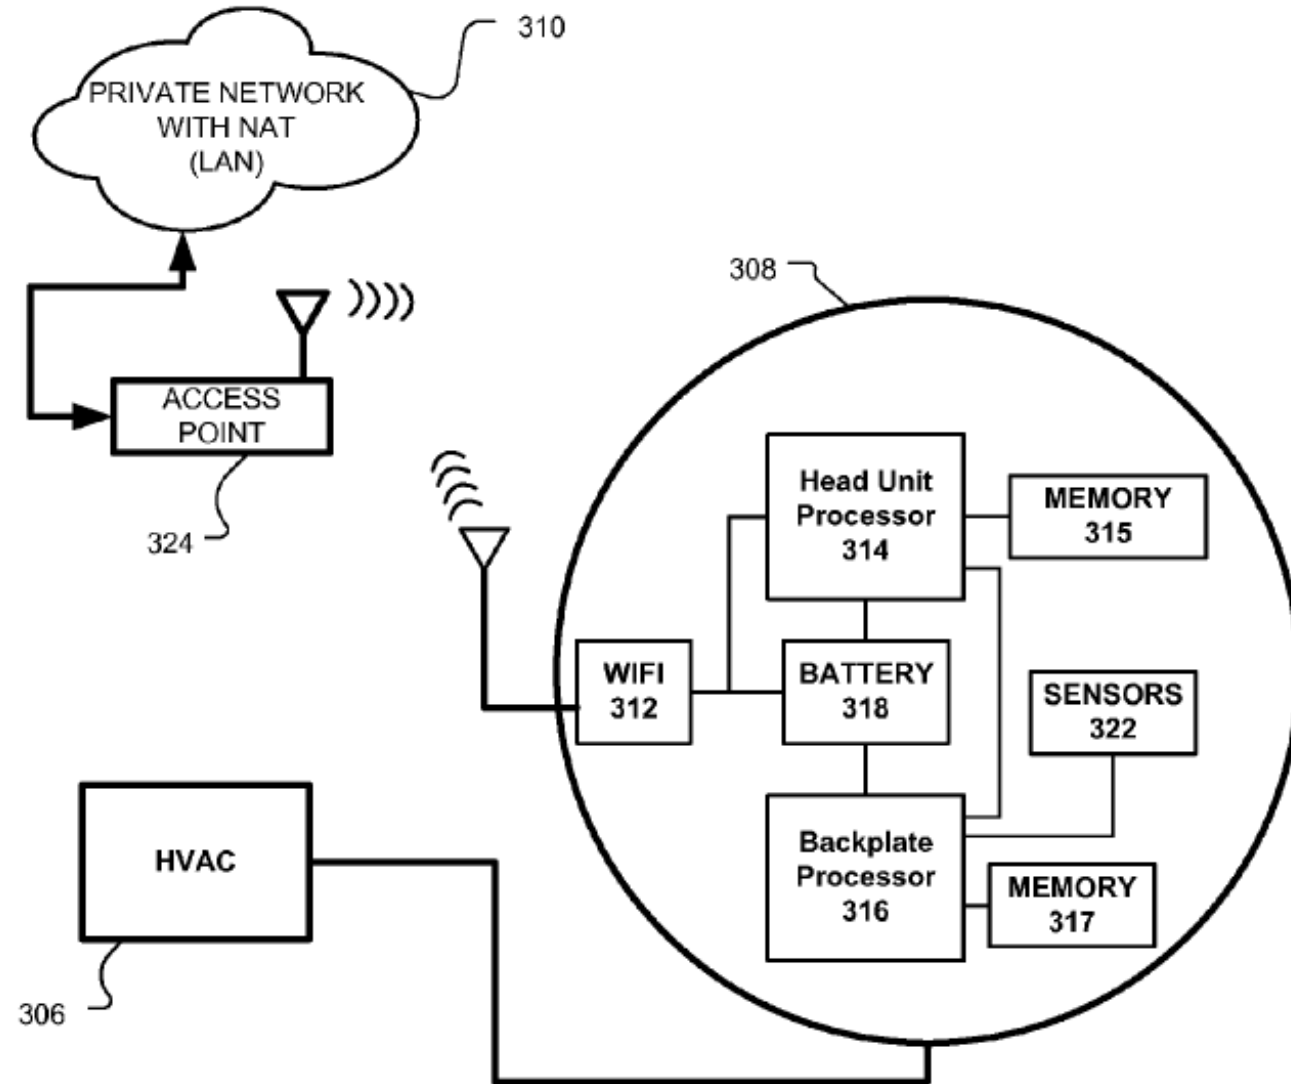 310
PRIVATE NETWORK
WITH NAT
(LAN)
308
ACCESS
POINT
324
Head Unit
Processor
314
MEMORY
315
WIFI
312
BATTERY
318
SENSORS
322
HVAC
Backplate
Processor
316
MEMORY
317
306